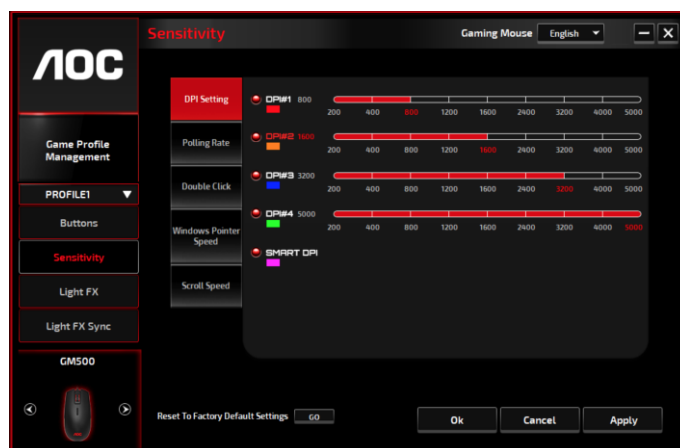 Sensitivity
Gaming Mouse English
AOC
Game Profile
Management
PROFILE1
Buttons
Sensitivity
Light FX
Light FX Sync
GM500
DPI Setting
Polling Rate
Double Click
Windows Pointer
Speed
Scroll Speed
DPI#1 800
200 400 800 1200 1600 2400 3200 4000 5000
DPI#2 1600
200 400 800 1200 1600 2400 3200 4000 5000
DPI#3 3200
200 400 800 1200 1600 2400 3200 4000 5000
DPI#4 5000
200 400 800 1200 1600 2400 3200 4000 5000
SMART DPI
Reset To Factory Default Settings GO
Ok Cancel Apply